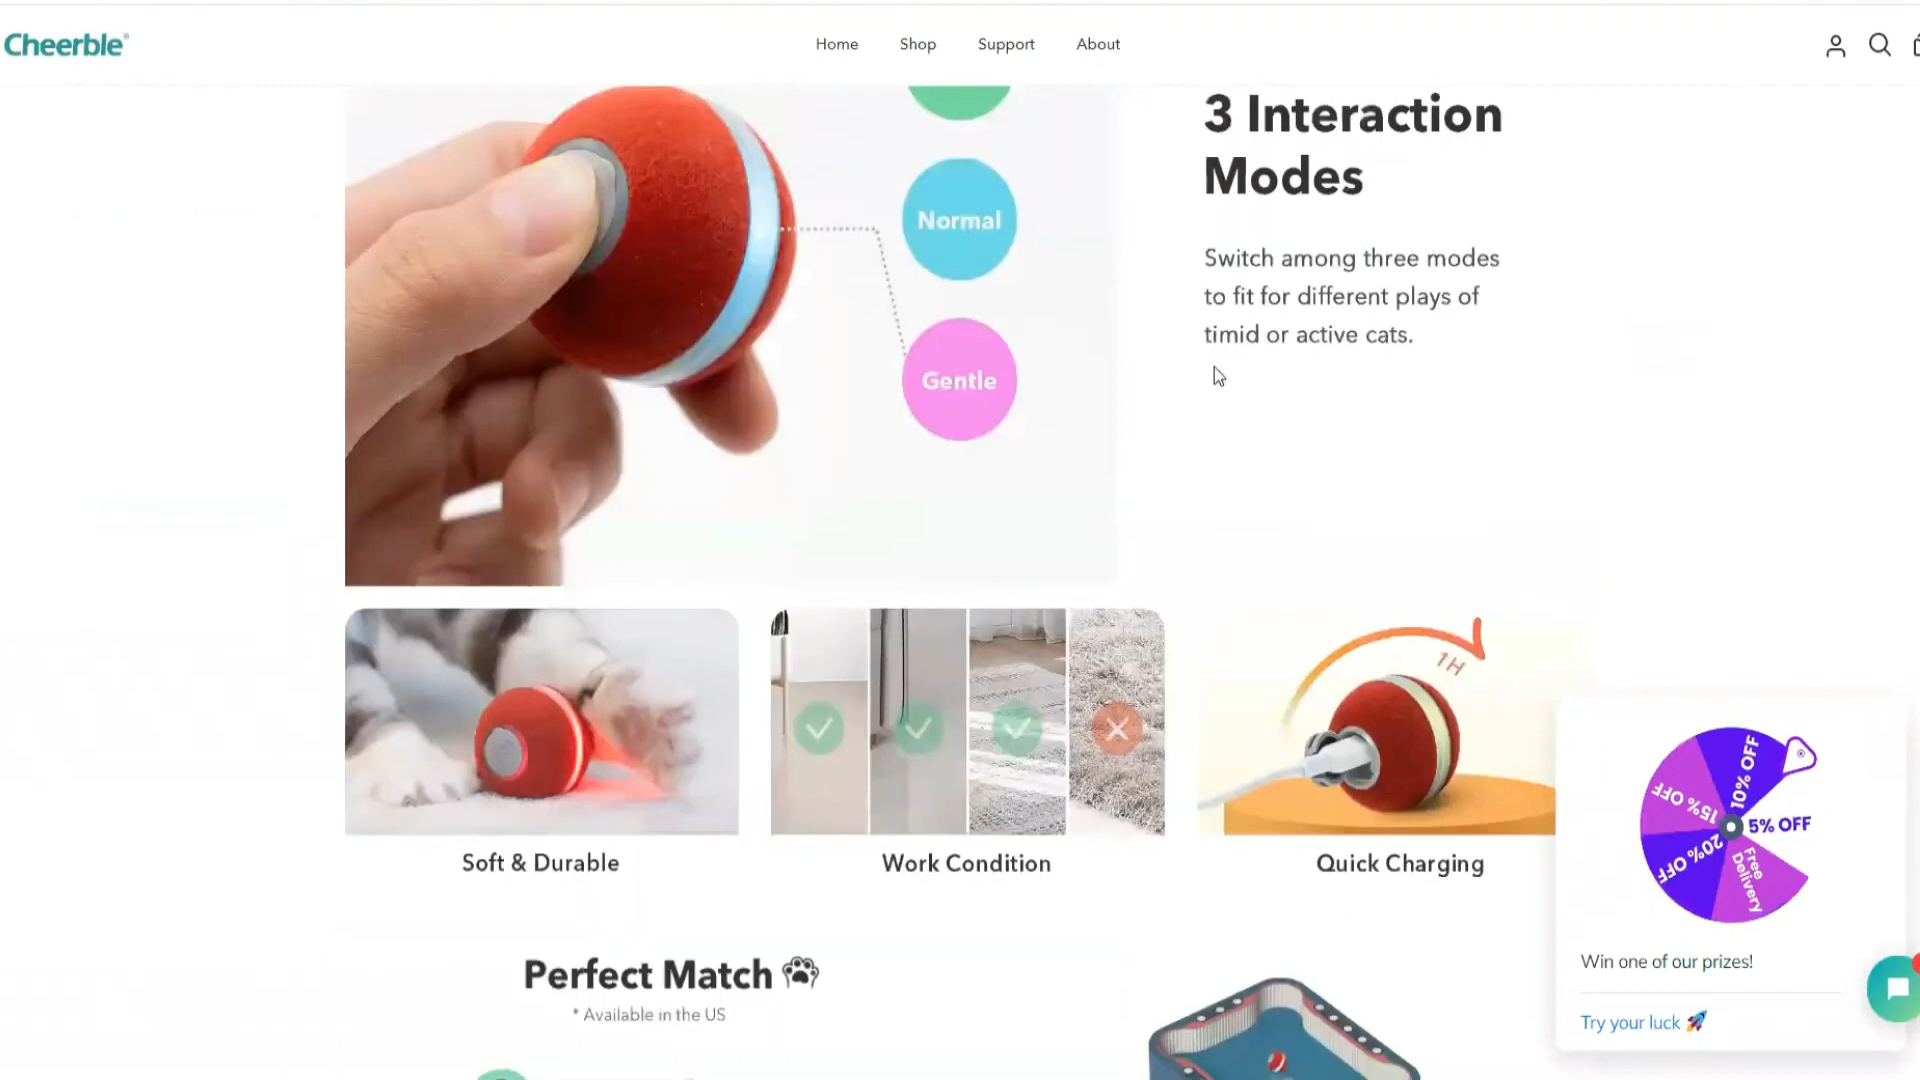 Cheerble®
Home
Shop
Support
About
3 Interaction
Modes
Switch among three modes
to fit for different plays of
timid or active cats.
Normal
Gentle
1H
Soft & Durable
Work Condition
Quick Charging
10% OFF
15% OFF
5% OFF
20% OFF
Free
Delivery
Win one of our prizes!
Try your luck 🚀
Perfect Match
* Available in the US